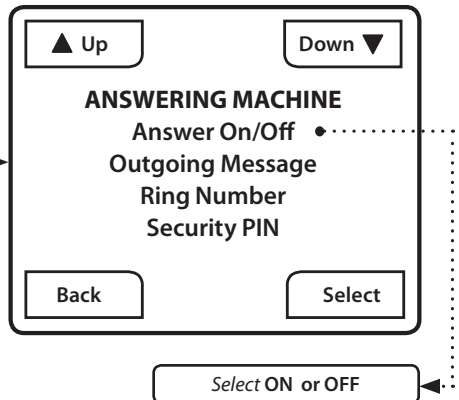 ▲ Up
Down ▼
ANSWERING MACHINE
Answer On/Off
Outgoing Message
Ring Number
Security PIN
Back
Select
Select ON or OFF